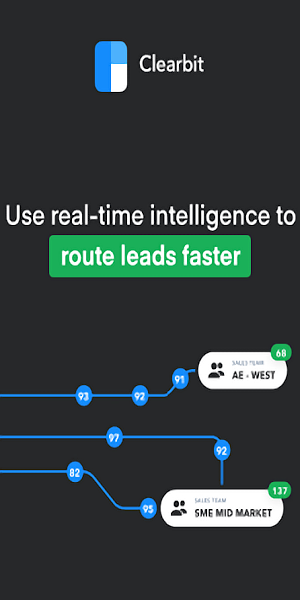 Clearbit
Use real-time intelligence to
route leads faster
68
SALES TEAM
AE - WEST
91
93
92
97
92
82
137
SALES TEAM
SME MID MARKET
95